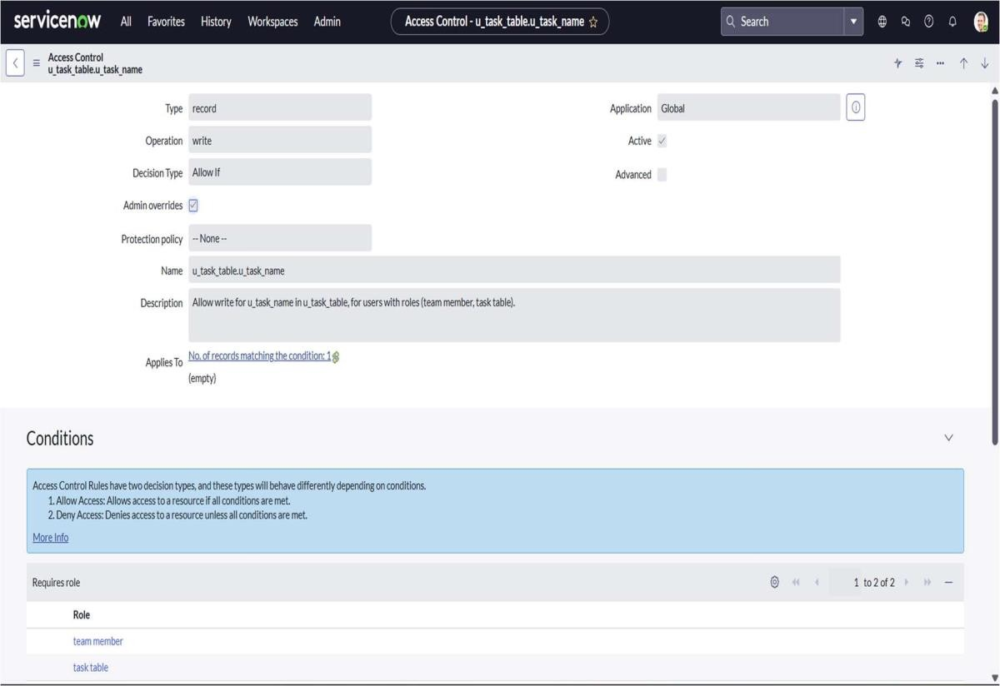 servicenow All Favorites History Workspaces Admin Access Control - u_task_table.u_task_name Search
Access Control
u_task_table.u_task_name
Type record
Application Global
Operation write
Active
Decision Type Allow If
Advanced
Admin overrides
Protection policy -- None --
Name u_task_table.u_task_name
Description Allow write for u_task_name in u_task_table, for users with roles (team member, task table).
Applies To No. of records matching the condition: 1
(empty)
Conditions
Access Control Rules have two decision types, and these types will behave differently depending on conditions.
1. Allow Access: Allows access to a resource if all conditions are met.
2. Deny Access: Denies access to a resource unless all conditions are met.
More Info
Requires role 1 to 2 of 2
Role
team member
task table